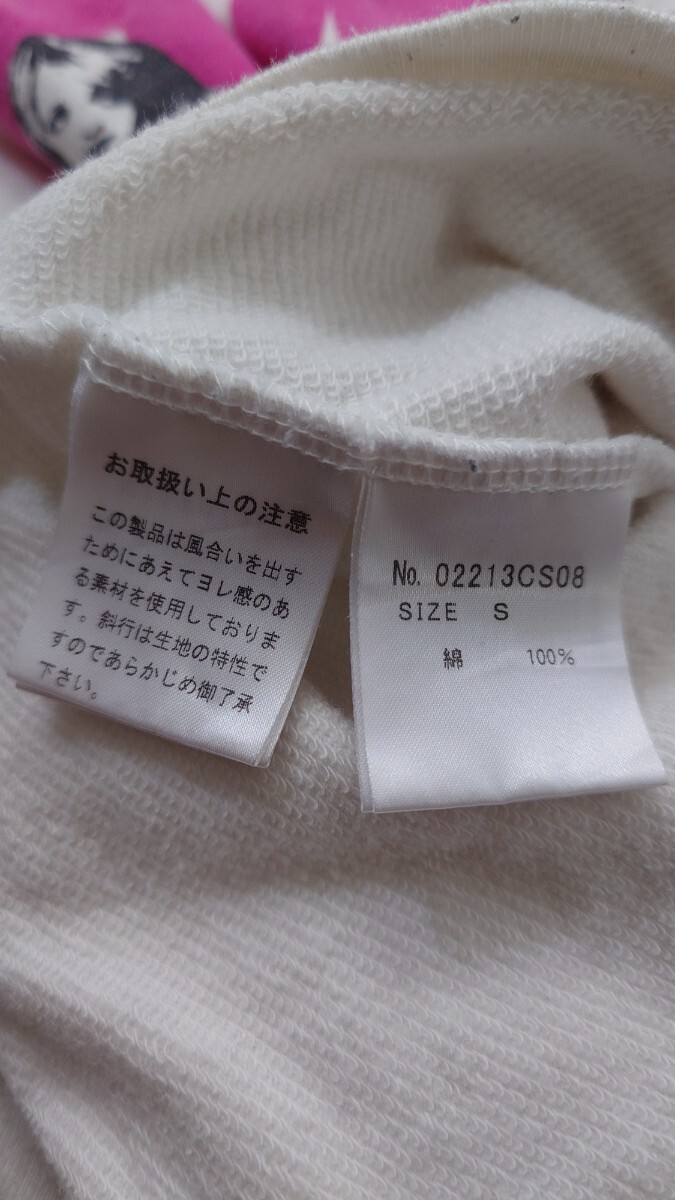 お取扱い上の注意
この製品は風合いを出す
ためにあえてヨレ感のあ
る素材を使用しておりま
す。斜行は生地の特性で
すのであらかじめ御了承
下さい。
№. 02213CS08
SIZE S
綿 100%